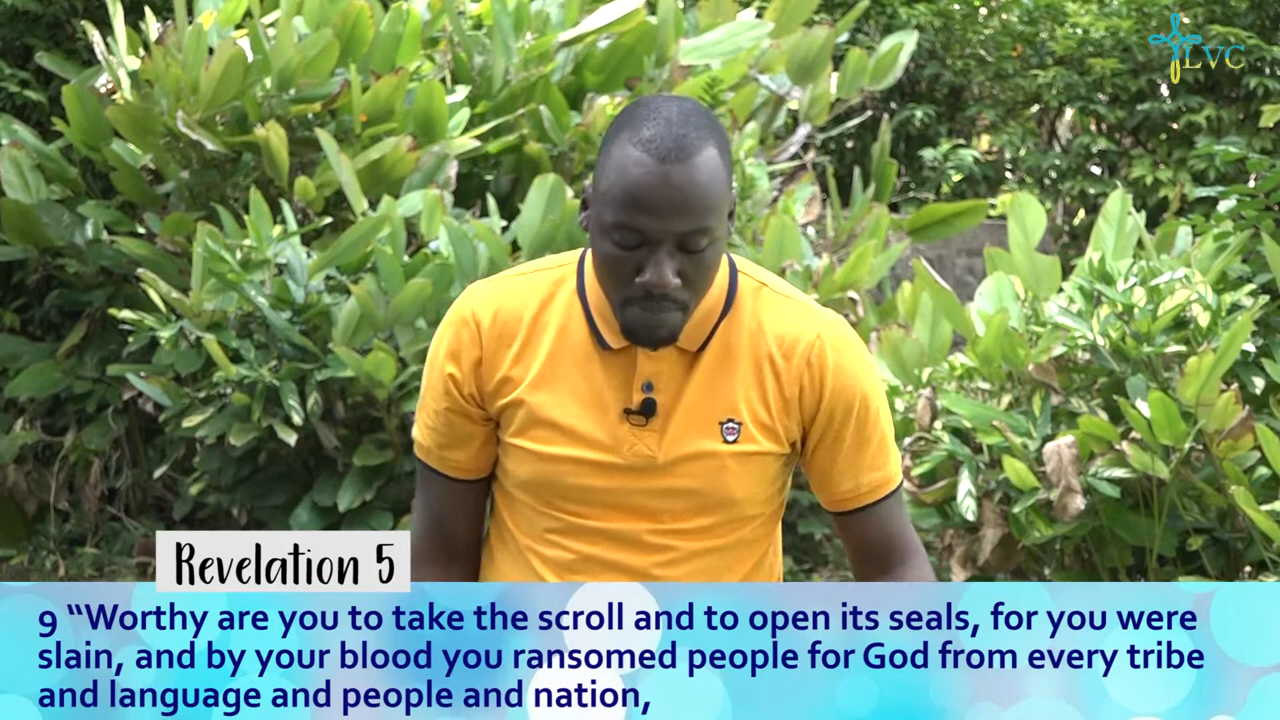 LVC
Revelation 5
9 “Worthy are you to take the scroll and to open its seals, for you were
slain, and by your blood you ransomed people for God from every tribe
and language and people and nation,